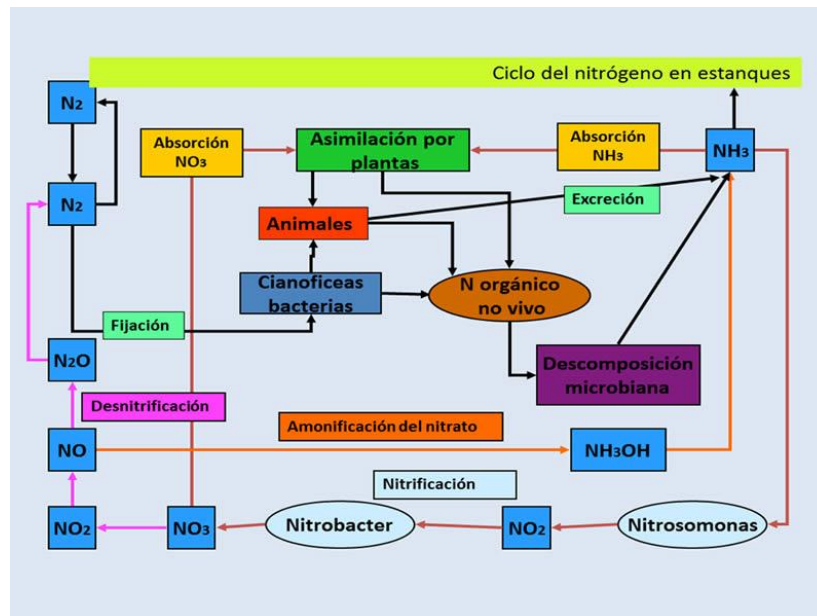 Ciclo del nitrógeno en estanques
N2
Absorción
NO3
Asimilación por
plantas
Absorción
NH3
NH3
N2
Excreción
Animales
Cianofíceas
bacterias
N orgánico
no vivo
Fijación
N2O
Descomposición
microbiana
Desnitrificación
Amonificación del nitrato
NO
NH3OH
Nitrificación
NO2
NO3
Nitrobacter
NO2
Nitrosomonas